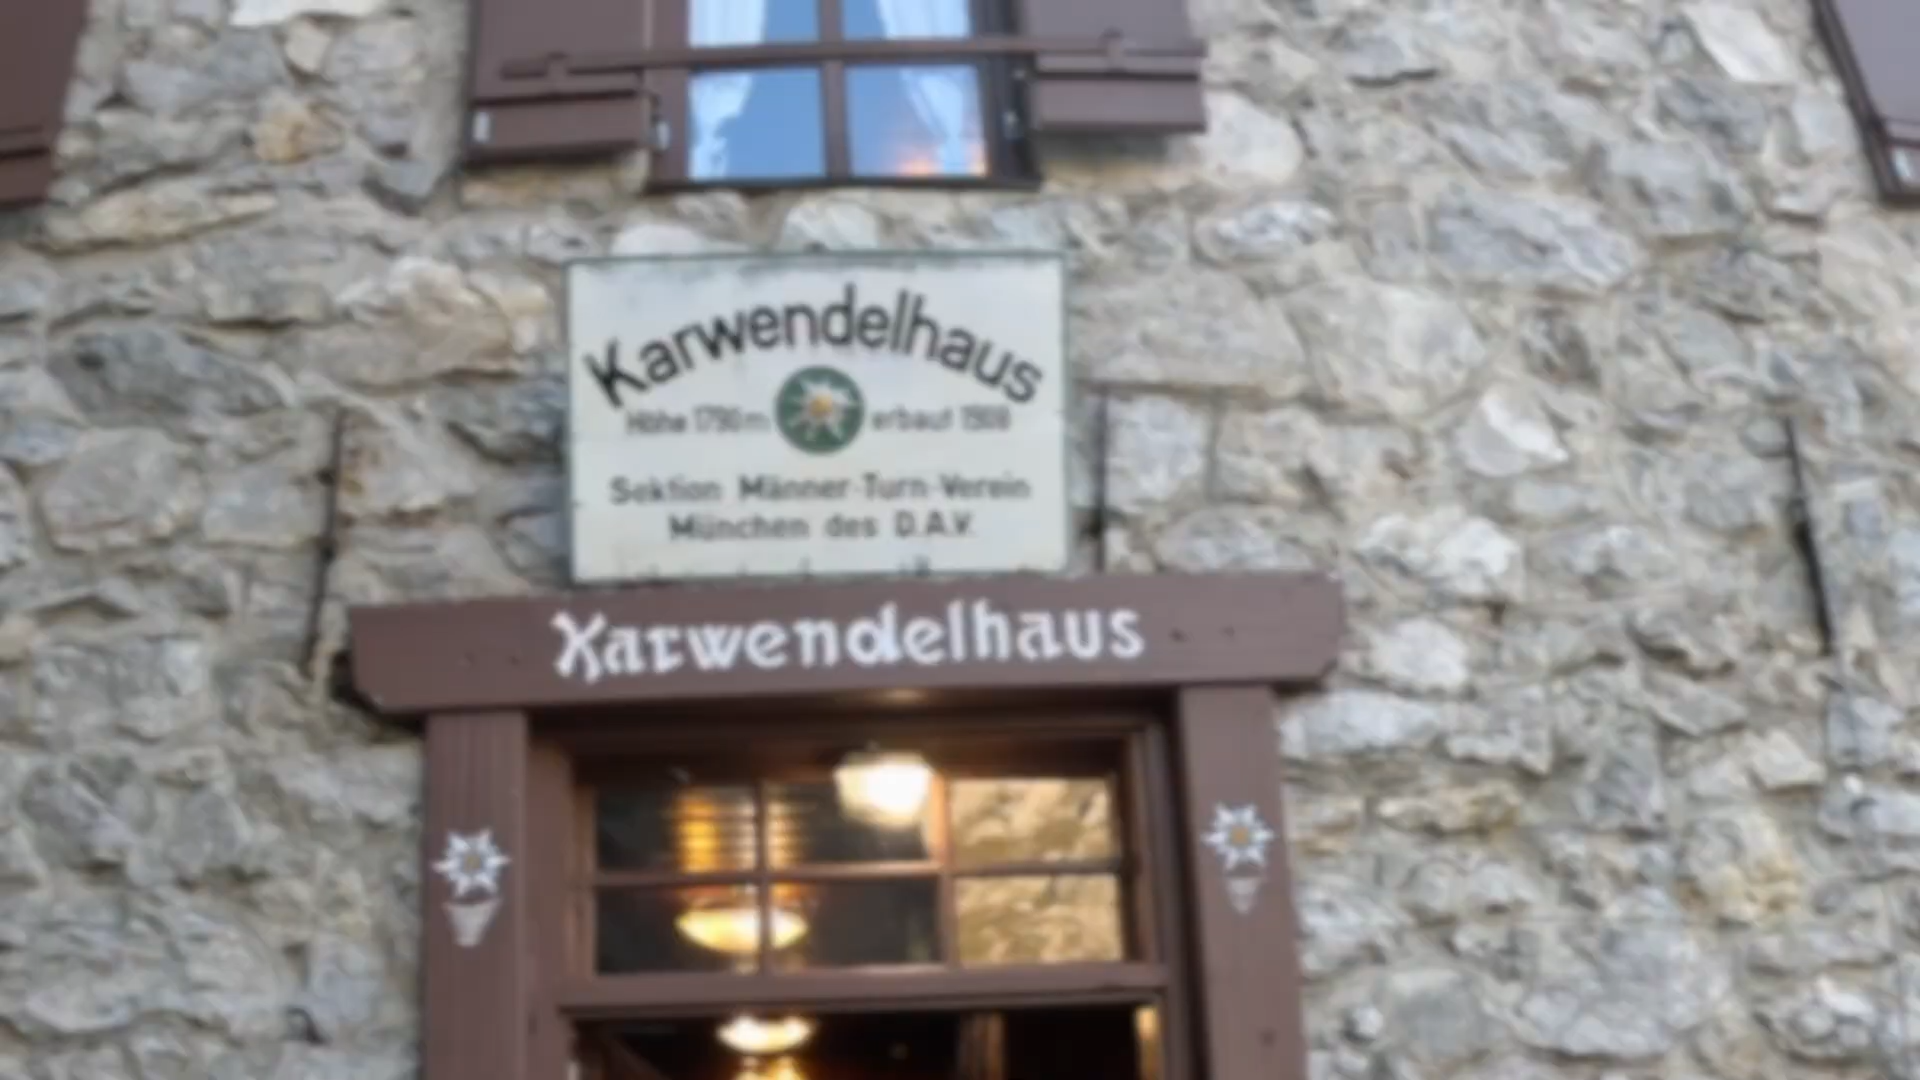 Karwendelhaus
Höhe 1790m erbaut 1908
Sektion Männer-Turn-Verein
München des D.A.V.
Karwendelhaus